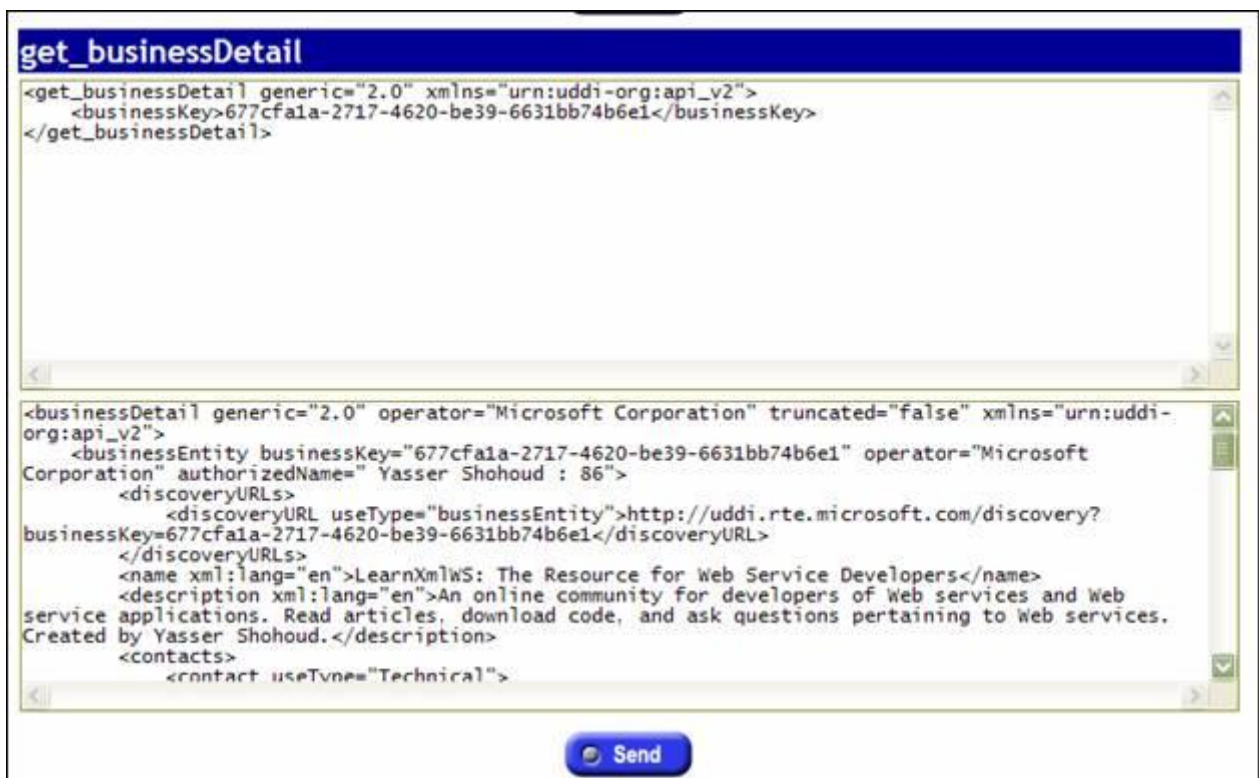 get_businessDetail
<get_businessDetail generic="2.0" xmlns="urn:uddi-org:api_v2">
    <businessKey>677cfa1a-2717-4620-be39-6631bb74b6e1</businessKey>
</get_businessDetail>
<businessDetail generic="2.0" operator="Microsoft Corporation" truncated="false" xmlns="urn:uddi-
org:api_v2">
    <businessEntity businessKey="677cfa1a-2717-4620-be39-6631bb74b6e1" operator="Microsoft
Corporation" authorizedName=" Yasser Shohoud : 86">
        <discoveryURLs>
            <discoveryURL useType="businessEntity">http://uddi.rte.microsoft.com/discovery?
businessKey=677cfa1a-2717-4620-be39-6631bb74b6e1</discoveryURL>
        </discoveryURLs>
        <name xml:lang="en">LearnXmlWS: The Resource for Web Service Developers</name>
        <description xml:lang="en">An online community for developers of Web services and Web
service applications. Read articles, download code, and ask questions pertaining to Web services.
Created by Yasser Shohoud.</description>
        <contacts>
            <contact useType="Technical">
Send